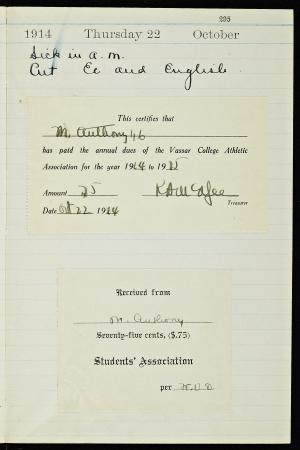 295
1914 Thursday 22 October
Sick in a.m.
Cut Ec and English.
This certifies that
M. Anthony 46
has paid the annual dues of the Vassar College Athletic
Association for the year 1914 to 1915
Amount 25
Treasurer
Date Oct 22 1914
Received from
M. Anthony
Seventy-five cents, ($.75)
Students' Association
per